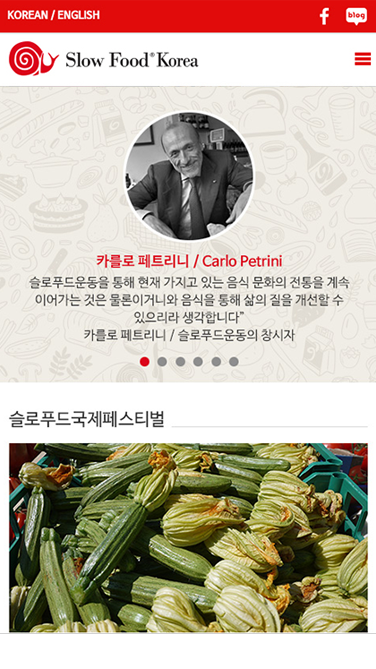 KOREAN / ENGLISH
blog
Slow Food® Korea
카를로 페트리니 / Carlo Petrini
슬로푸드운동을 통해 현재 가지고 있는 음식 문화의 전통을 계속
이어가는 것은 물론이거니와 음식을 통해 삶의 질을 개선할 수
있으리라 생각합니다”
카를로 페트리니 / 슬로푸드운동의 창시자
슬로푸드국제페스티벌